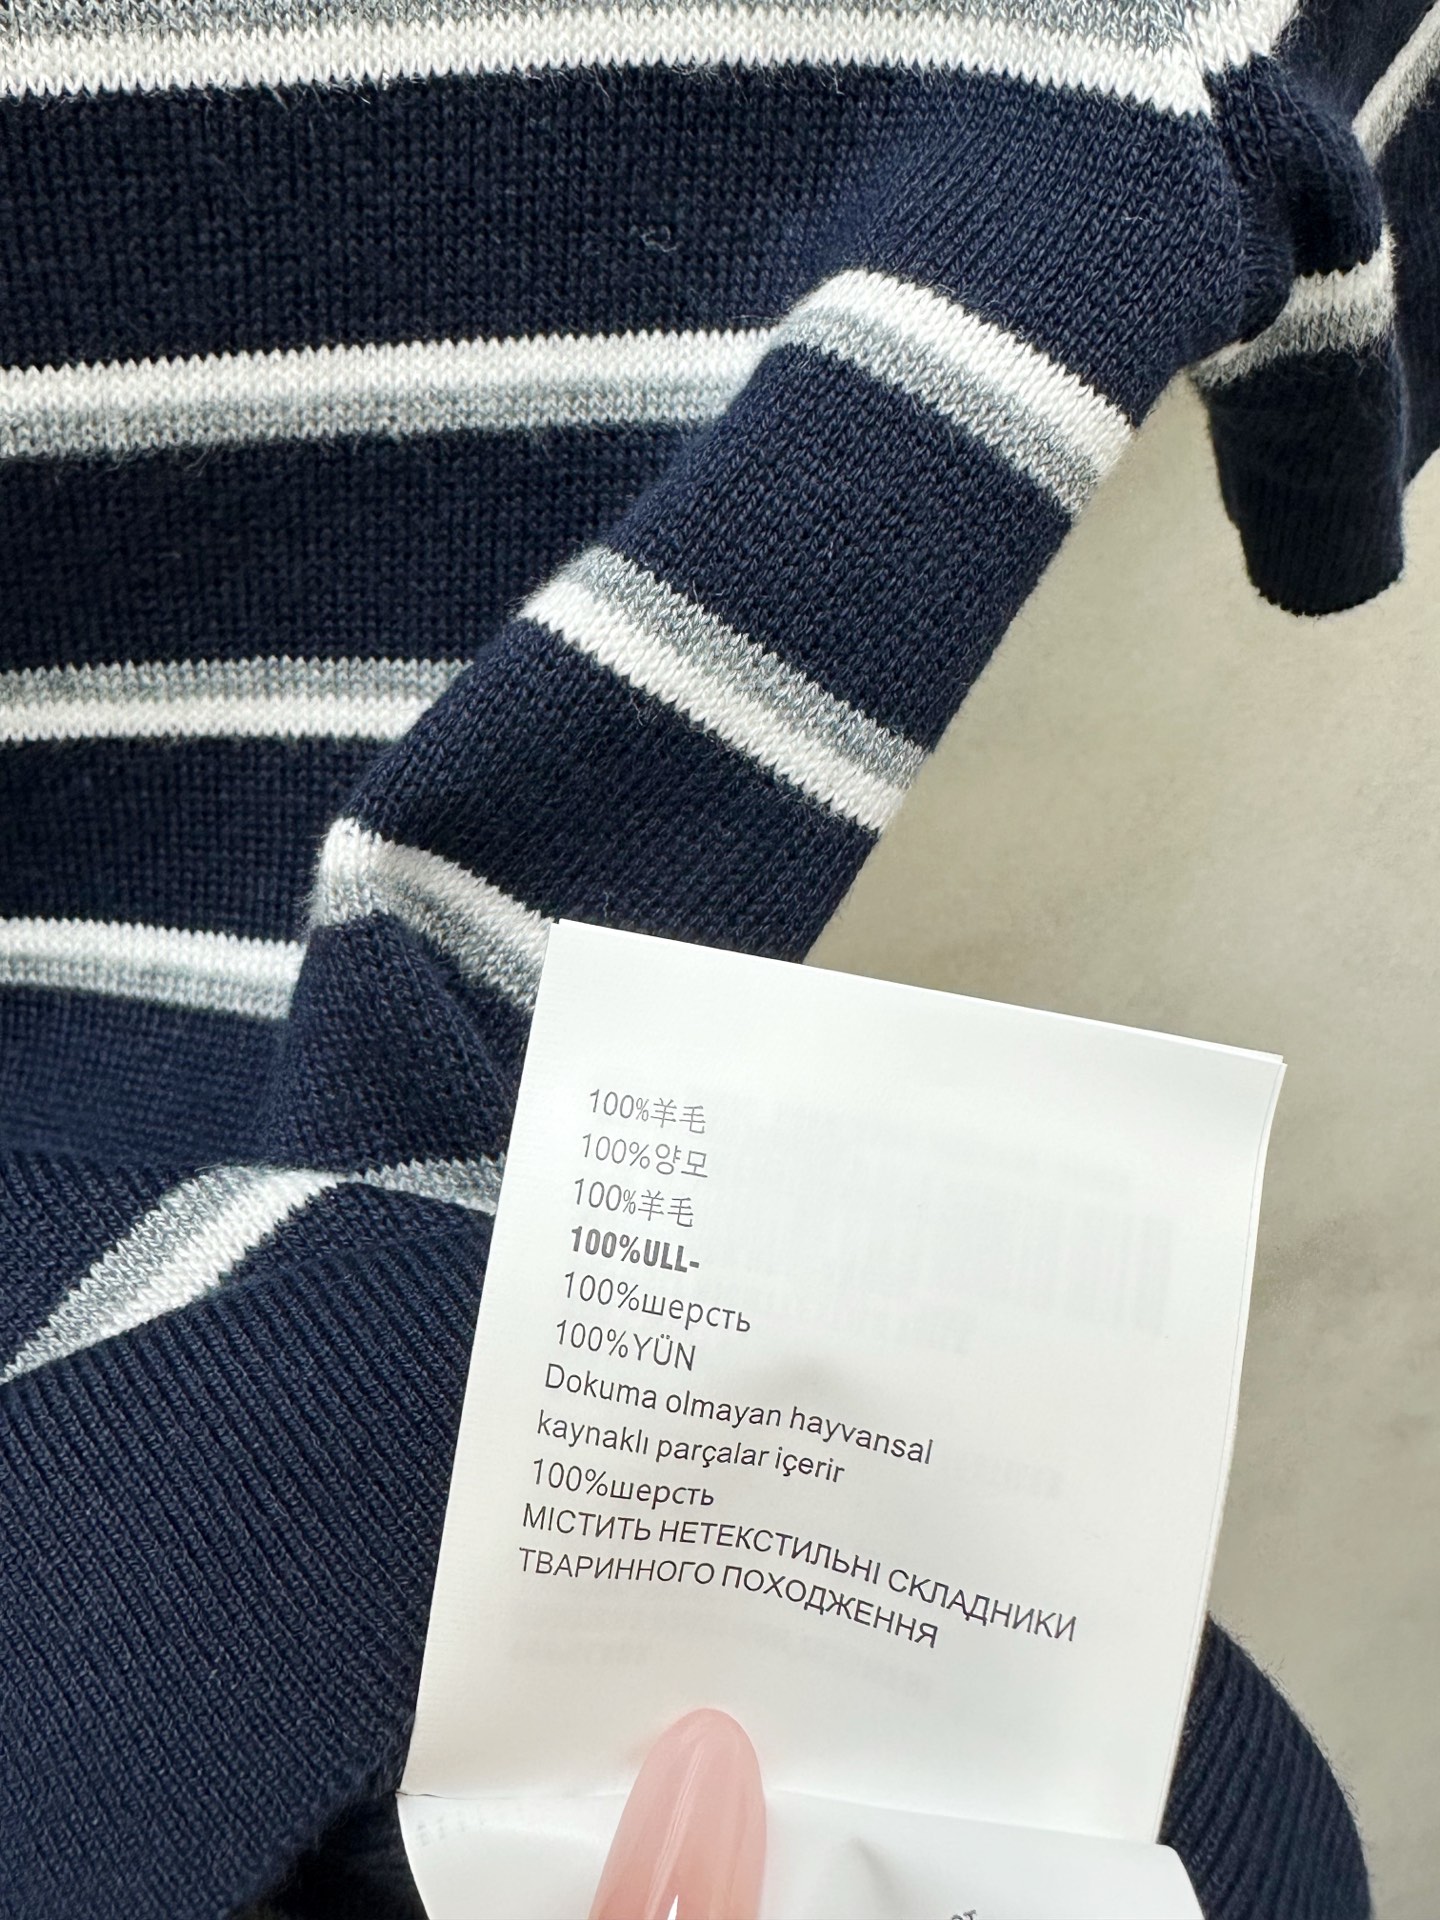 100%羊毛
100%양모
100%羊毛
100%ULL-
100%шерсть
100%YÜN
Dokuma olmayan hayvansal
kaynaklı parçalar içerir
100%шерсть
МІСТИТЬ НЕТЕКСТИЛЬНІ СКЛАДНИКИ
ТВАРИННОГО ПОХОДЖЕННЯ